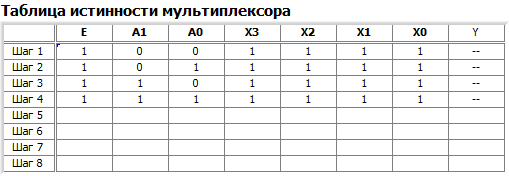 Таблица истинности мультиплексора
E A1 A0 X3 X2 X1 X0 Y
Шаг 1 1 0 0 1 1 1 1 --
Шаг 2 1 0 1 1 1 1 1 --
Шаг 3 1 1 0 1 1 1 1 --
Шаг 4 1 1 1 1 1 1 1 --
Шаг 5
Шаг 6
Шаг 7
Шаг 8